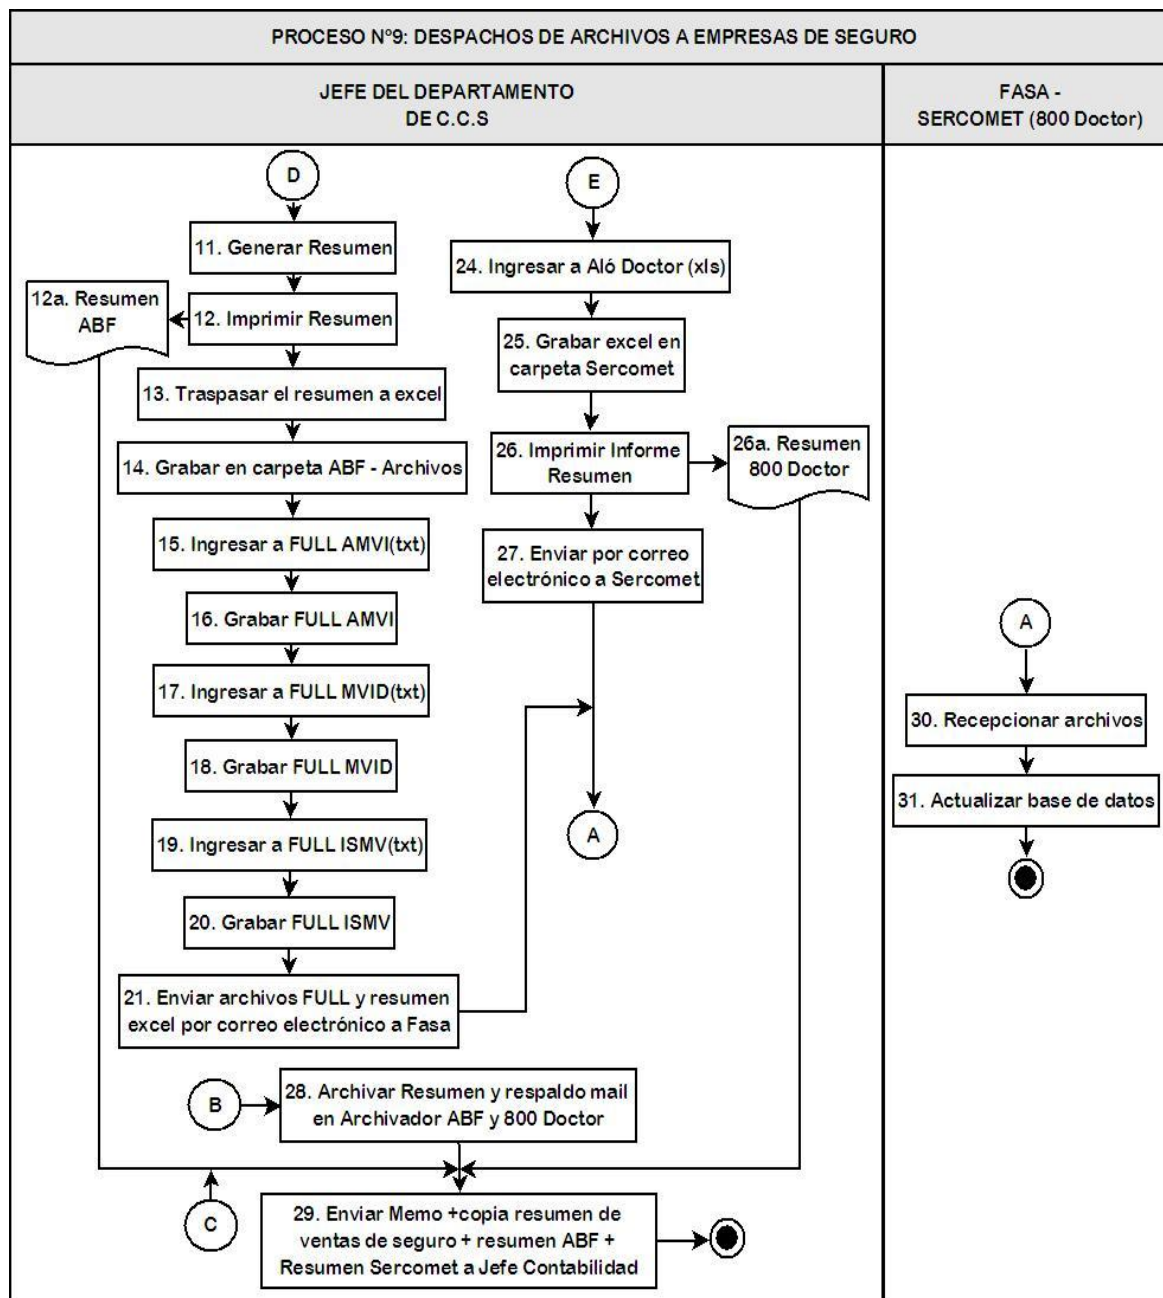 PROCESO Nº9: DESPACHOS DE ARCHIVOS A EMPRESAS DE SEGURO
JEFE DEL DEPARTAMENTO
DE C.C.S
FASA -
SERCOMET (800 Doctor)
D
11. Generar Resumen
12a. Resumen
ABF
12. Imprimir Resumen
13. Traspasar el resumen a excel
14. Grabar en carpeta ABF - Archivos
15. Ingresar a FULL AMVI(txt)
16. Grabar FULL AMVI
17. Ingresar a FULL MVID(txt)
18. Grabar FULL MVID
19. Ingresar a FULL ISMV(txt)
20. Grabar FULL ISMV
21. Enviar archivos FULL y resumen
excel por correo electrónico a Fasa
E
24. Ingresar a Aló Doctor (xls)
25. Grabar excel en
carpeta Sercomet
26. Imprimir Informe
Resumen
26a. Resumen
800 Doctor
27. Enviar por correo
electrónico a Sercomet
A
B
28. Archivar Resumen y respaldo mail
en Archivador ABF y 800 Doctor
C
29. Enviar Memo +copia resumen de
ventas de seguro + resumen ABF +
Resumen Sercomet a Jefe Contabilidad
A
30. Recepcionar archivos
31. Actualizar base de datos